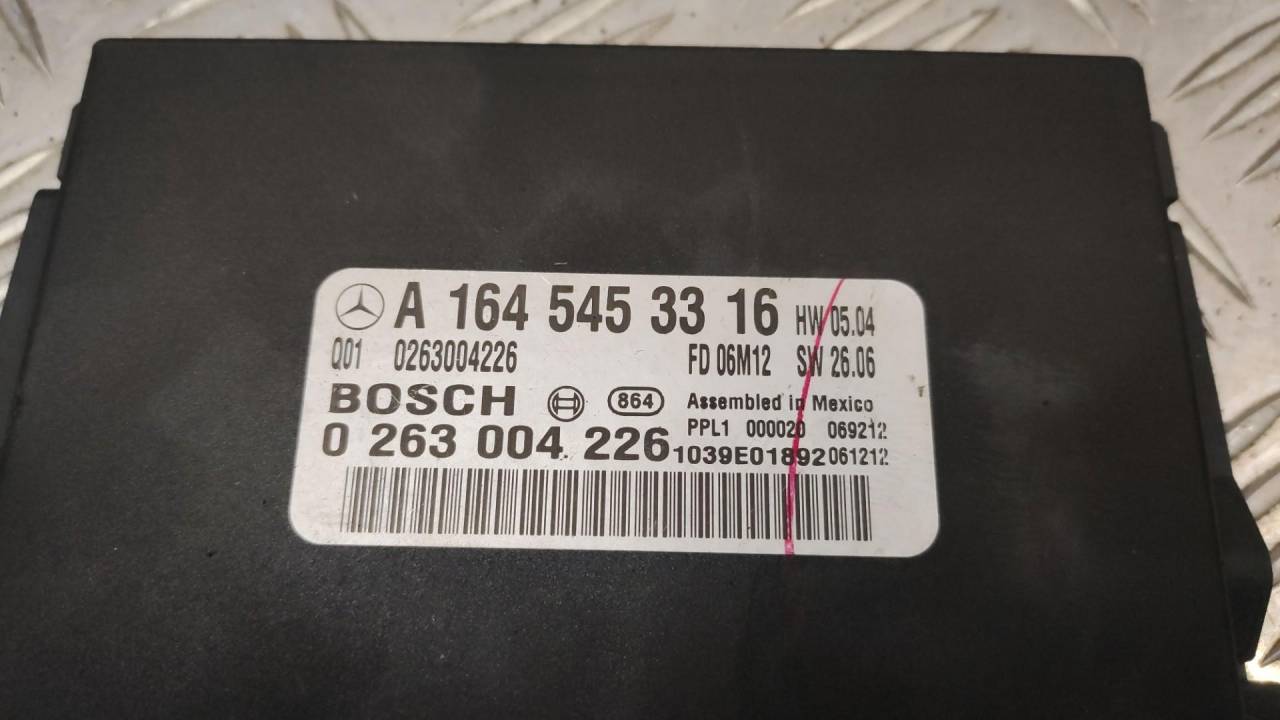 A 164 545 33 16 HW 05.04
Q01 0263004226 FD 06M12 SW 26.06
BOSCH 864 Assembled in Mexico
PPL1 000020 069212
0 263 004 226 1039E01892 061212